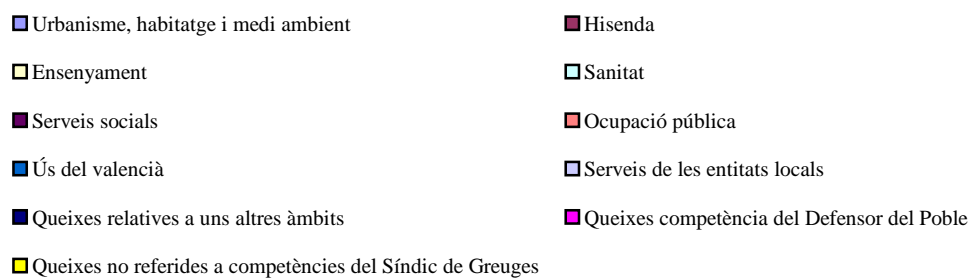 Urbanisme, habitatge i medi ambient
Hisenda
Ensenyament
Sanitat
Serveis socials
Ocupació pública
Ús del valencià
Serveis de les entitats locals
Queixes relatives a uns altres àmbits
Queixes competència del Defensor del Poble
Queixes no referides a competències del Síndic de Greuges